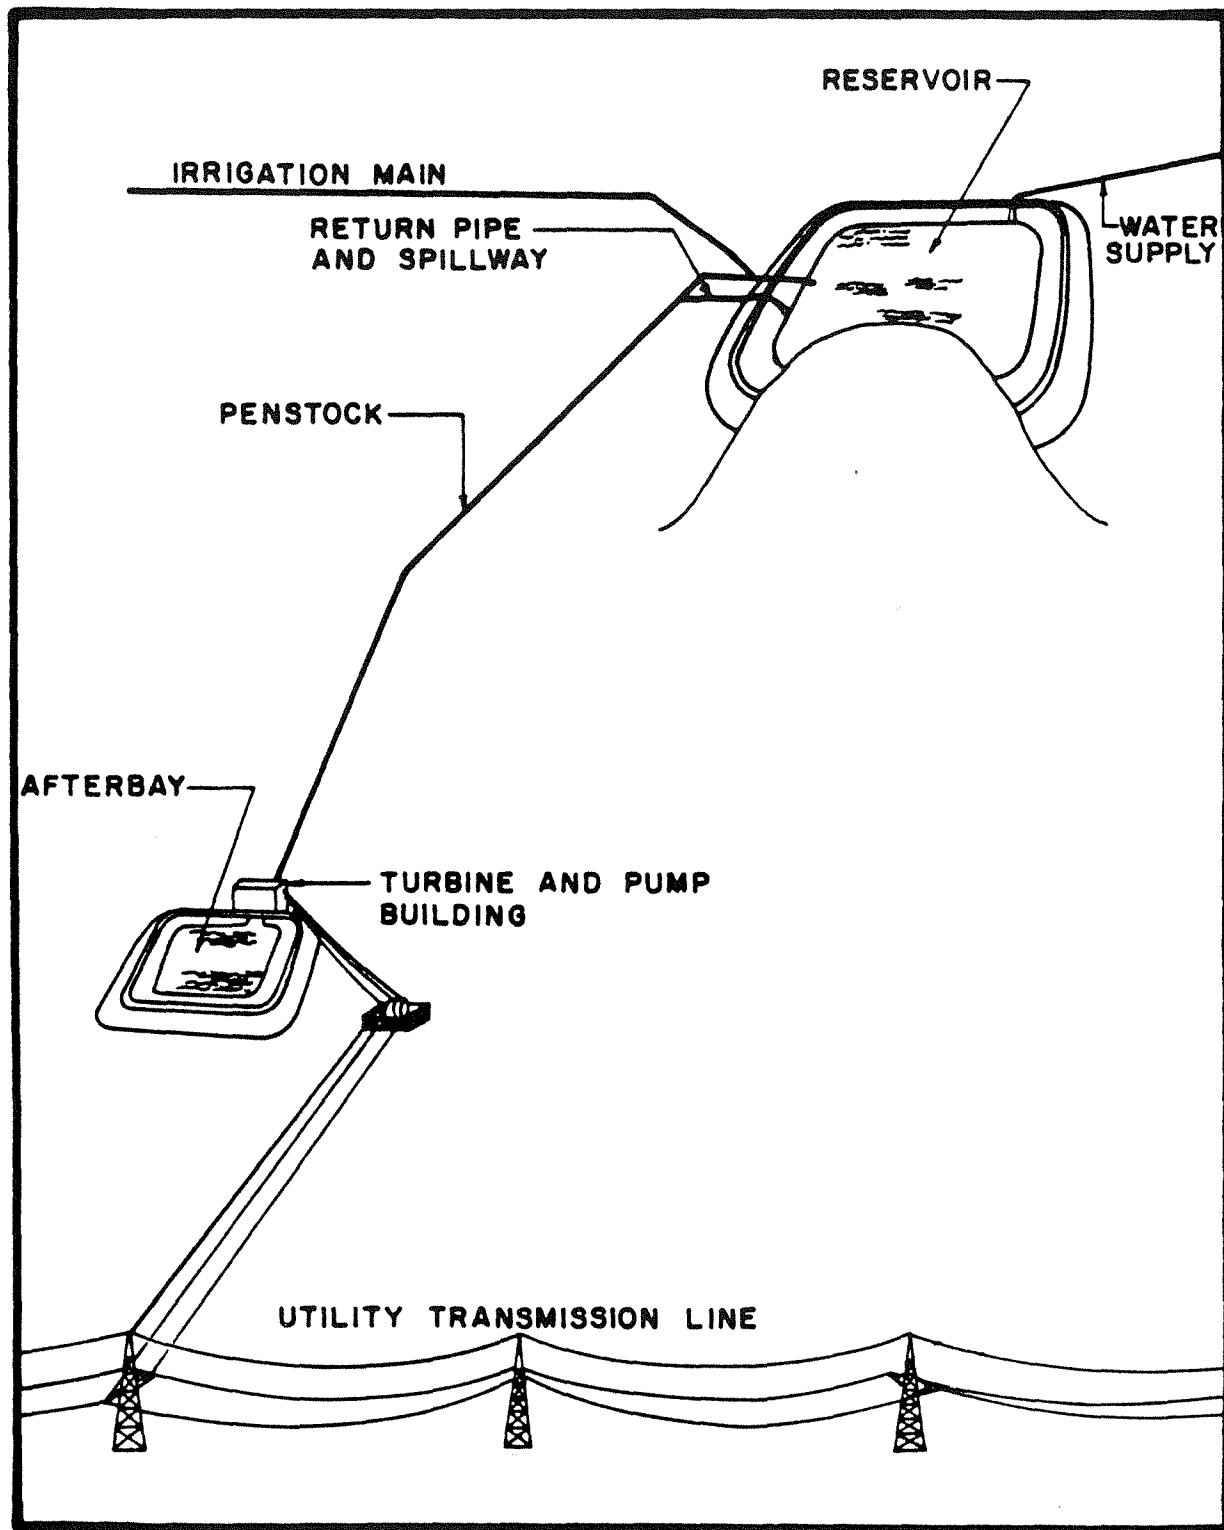 RESERVOIR
IRRIGATION MAIN
RETURN PIPE
AND SPILLWAY
WATER
SUPPLY
PENSTOCK
AFTERBAY
TURBINE AND PUMP
BUILDING
UTILITY TRANSMISSION LINE